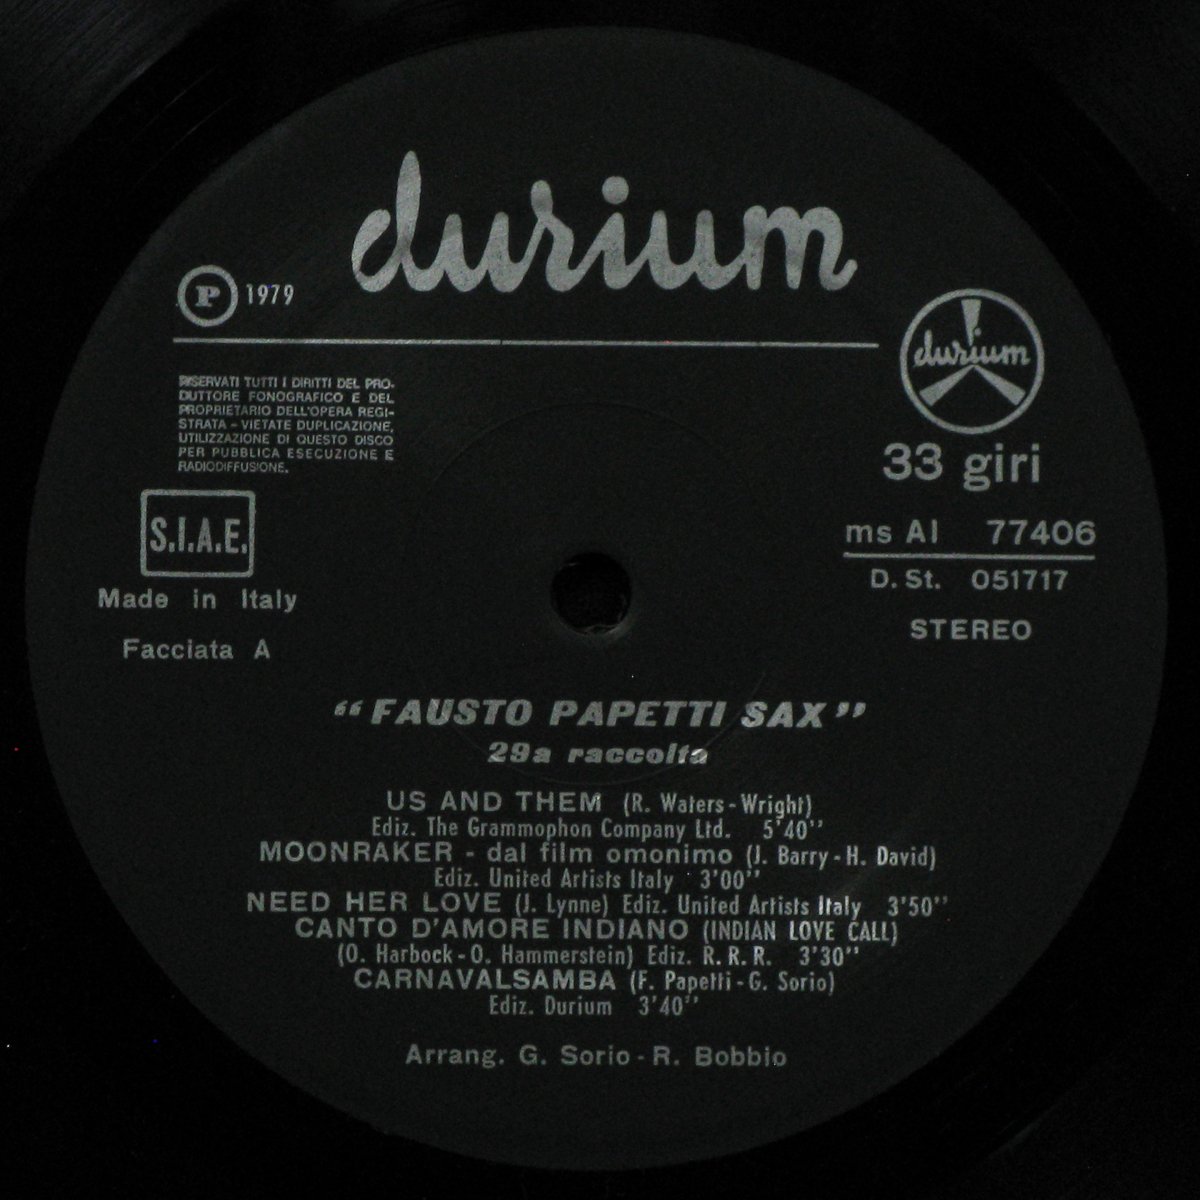 durium
P 1979
durium
RISERVATI TUTTI I DIRITTI DEL PRO-
DUTTORE FONOGRAFICO E DEL
PROPRIETARIO DELL'OPERA REGI-
STRATA - VIETATE DUPLICAZIONE,
UTILIZZAZIONE DI QUESTO DISCO
PER PUBBLICA ESECUZIONE E
RADIODIFFUSIONE.
33 giri
S.I.A.E.
ms AI 77406
D. St. 051717
Made in Italy
STEREO
Facciata A
"FAUSTO PAPETTI SAX"
29a raccolta
US AND THEM (R. Waters - Wright)
Ediz. The Grammophon Company Ltd. 5'40''
MOONRAKER - dal film omonimo (J. Barry - H. David)
Ediz. United Artists Italy 3'00''
NEED HER LOVE (J. Lynne) Ediz. United Artists Italy 3'50''
CANTO D'AMORE INDIANO (INDIAN LOVE CALL)
(O. Harbock - O. Hammerstein) Ediz. R. R. R. 3'30''
CARNAVALSAMBA (F. Papetti - G. Sorio)
Ediz. Durium 3'40''
Arrang. G. Sorio - R. Bobbio